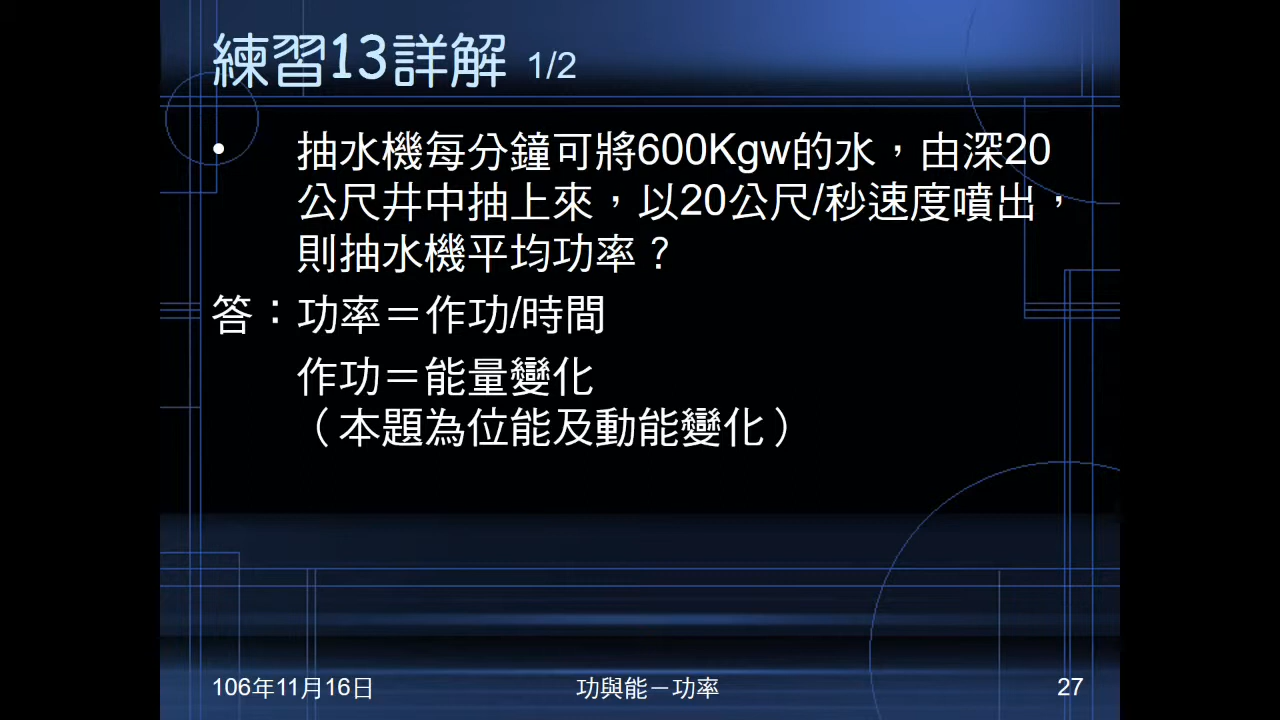 練習13詳解 1/2
• 抽水機每分鐘可將600Kgw的水，由深20
公尺井中抽上來，以20公尺/秒速度噴出，
則抽水機平均功率？
答：功率＝作功/時間
作功＝能量變化
（本題為位能及動能變化）
106年11月16日 功與能－功率 27